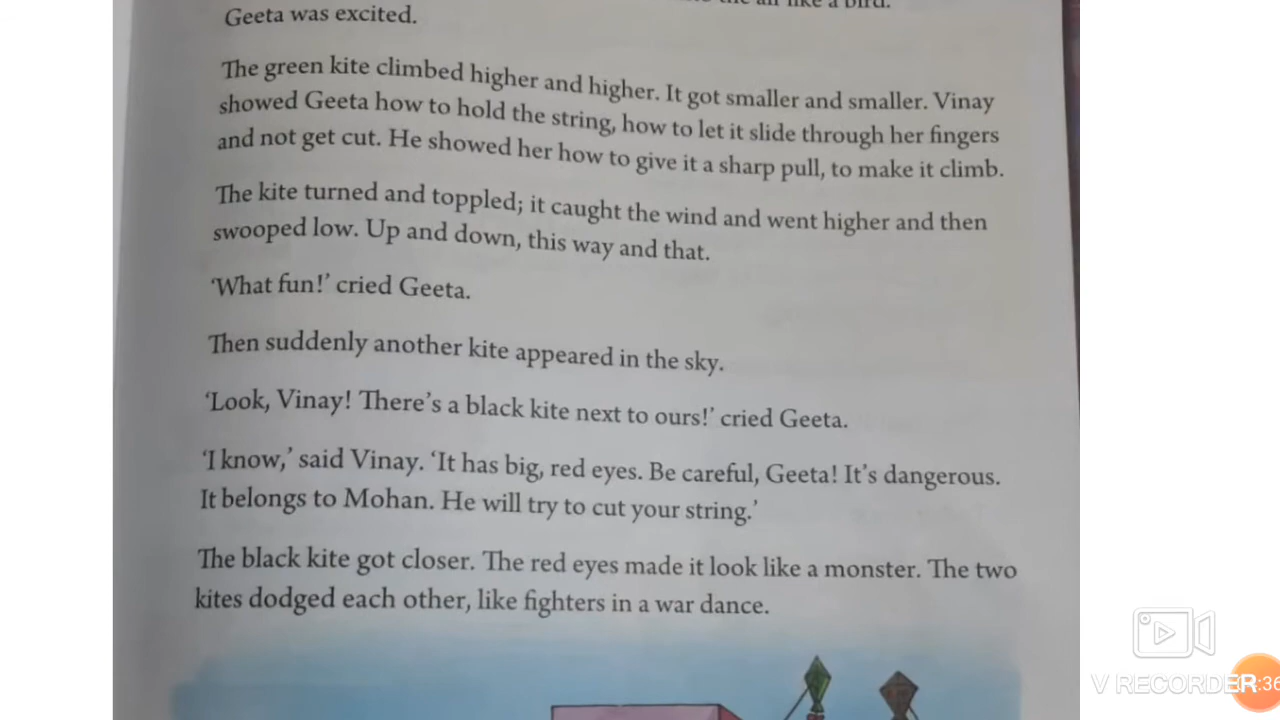 the air like a bird.
Geeta was excited.
The green kite climbed higher and higher. It got smaller and smaller. Vinay
showed Geeta how to hold the string, how to let it slide through her fingers
and not get cut. He showed her how to give it a sharp pull, to make it climb.
The kite turned and toppled; it caught the wind and went higher and then
swooped low. Up and down, this way and that.
‘What fun!’ cried Geeta.
Then suddenly another kite appeared in the sky.
‘Look, Vinay! There’s a black kite next to ours!’ cried Geeta.
‘I know,’ said Vinay. ‘It has big, red eyes. Be careful, Geeta! It’s dangerous.
It belongs to Mohan. He will try to cut your string.’
The black kite got closer. The red eyes made it look like a monster. The two
kites dodged each other, like fighters in a war dance.
V RECORDER